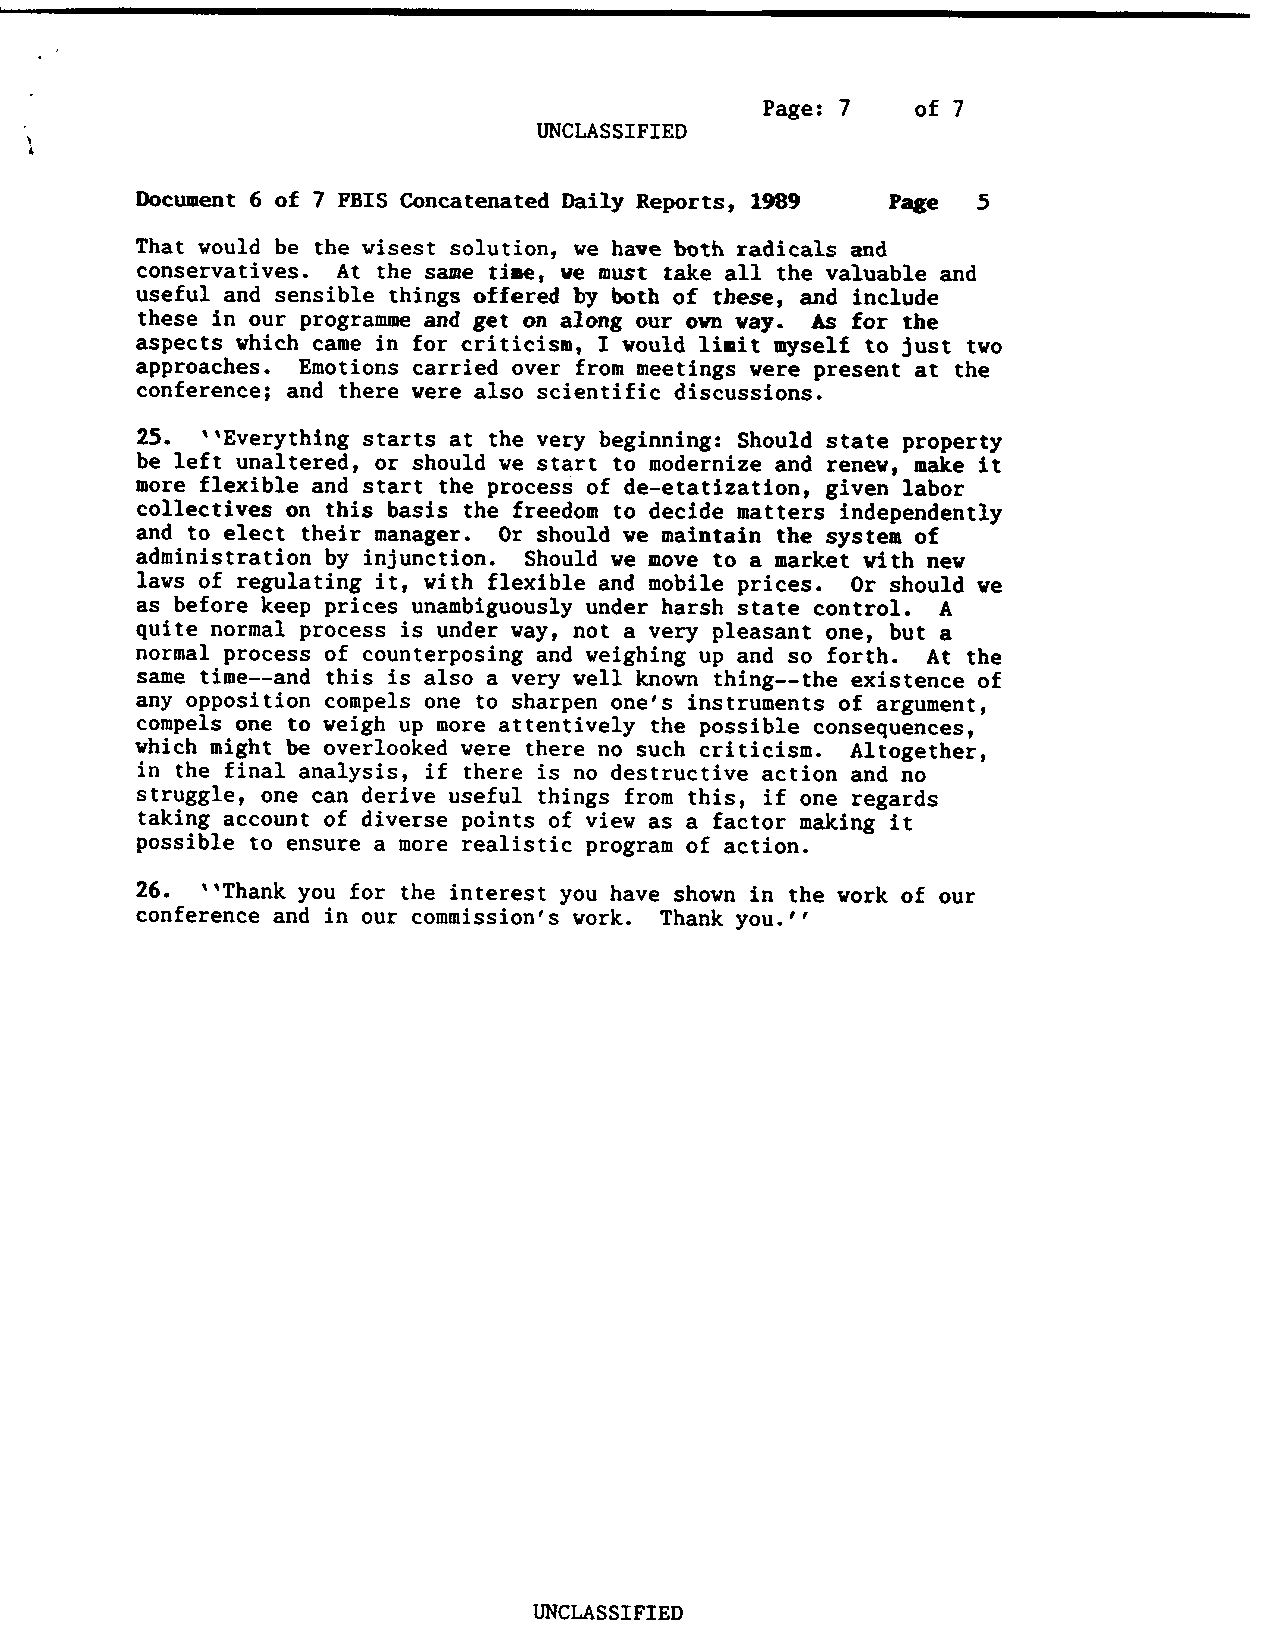 Page: 7 of 7
UNCLASSIFIED
Document 6 of 7 FBIS Concatenated Daily Reports, 1989 Page 5
That would be the wisest solution, we have both radicals and
conservatives. At the same time, we must take all the valuable and
useful and sensible things offered by both of these, and include
these in our programme and get on along our own way. As for the
aspects which came in for criticism, I would limit myself to just two
approaches. Emotions carried over from meetings were present at the
conference; and there were also scientific discussions.
25. ‵‵Everything starts at the very beginning: Should state property
be left unaltered, or should we start to modernize and renew, make it
more flexible and start the process of de-etatization, given labor
collectives on this basis the freedom to decide matters independently
and to elect their manager. Or should we maintain the system of
administration by injunction. Should we move to a market with new
laws of regulating it, with flexible and mobile prices. Or should we
as before keep prices unambiguously under harsh state control. A
quite normal process is under way, not a very pleasant one, but a
normal process of counterposing and weighing up and so forth. At the
same time--and this is also a very well known thing--the existence of
any opposition compels one to sharpen one's instruments of argument,
compels one to weigh up more attentively the possible consequences,
which might be overlooked were there no such criticism. Altogether,
in the final analysis, if there is no destructive action and no
struggle, one can derive useful things from this, if one regards
taking account of diverse points of view as a factor making it
possible to ensure a more realistic program of action.
26. ‵‵Thank you for the interest you have shown in the work of our
conference and in our commission's work. Thank you.''
UNCLASSIFIED